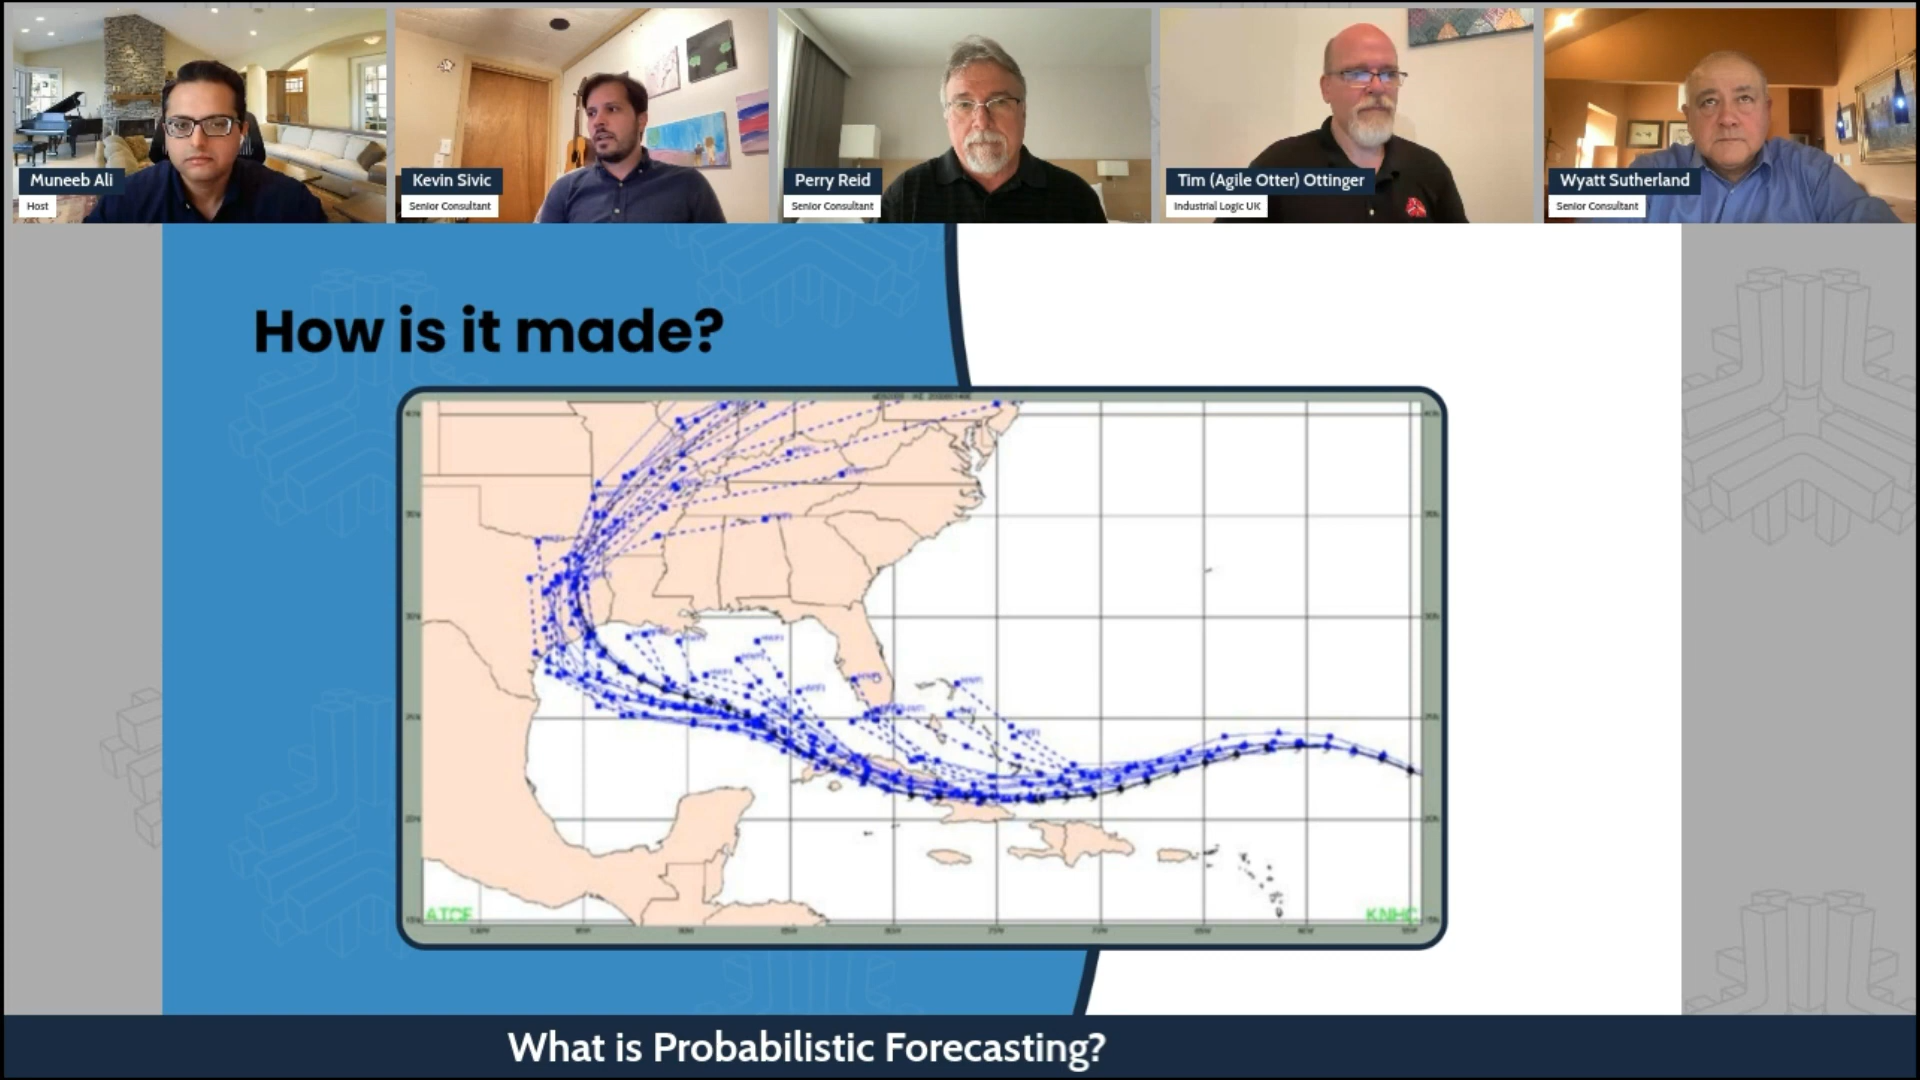 Muneeb Ali
Host
Kevin Sivic
Senior Consultant
Perry Reid
Senior Consultant
Tim (Agile Otter) Ottinger
Industrial Logic UK
Wyatt Sutherland
Senior Consultant
How is it made?
ATCF
KNHC
What is Probabilistic Forecasting?